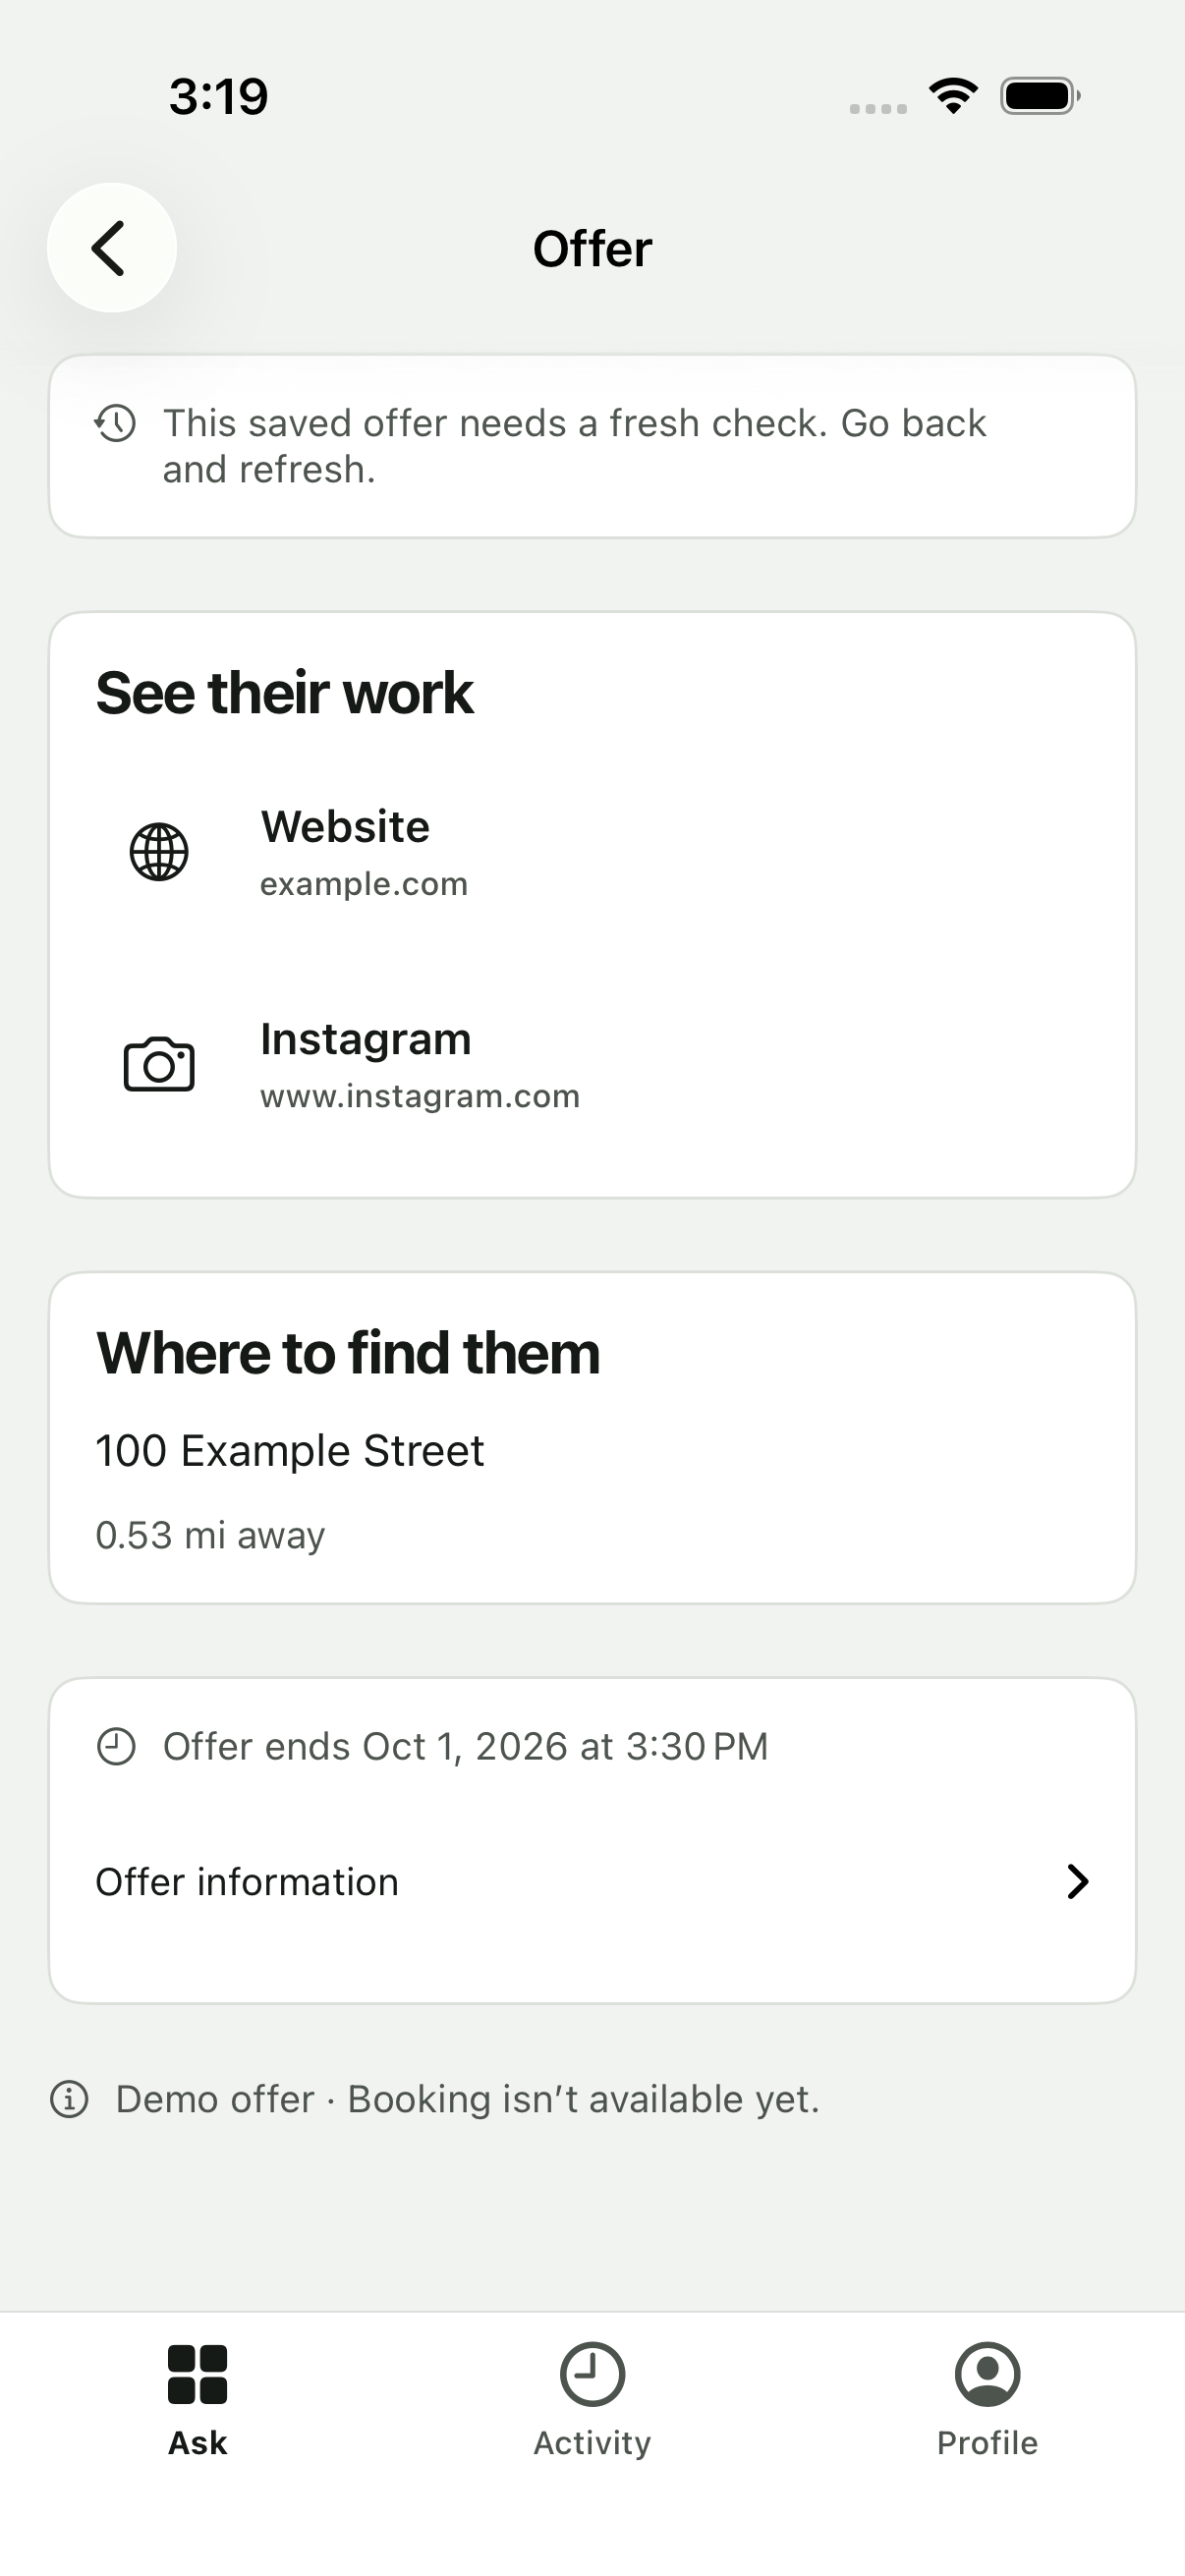 3:19
Offer
This saved offer needs a fresh check. Go back
and refresh.
See their work
Website
example.com
Instagram
www.instagram.com
Where to find them
100 Example Street
0.53 mi away
Offer ends Oct 1, 2026 at 3:30 PM
Offer information
Demo offer · Booking isn’t available yet.
Ask
Activity
Profile